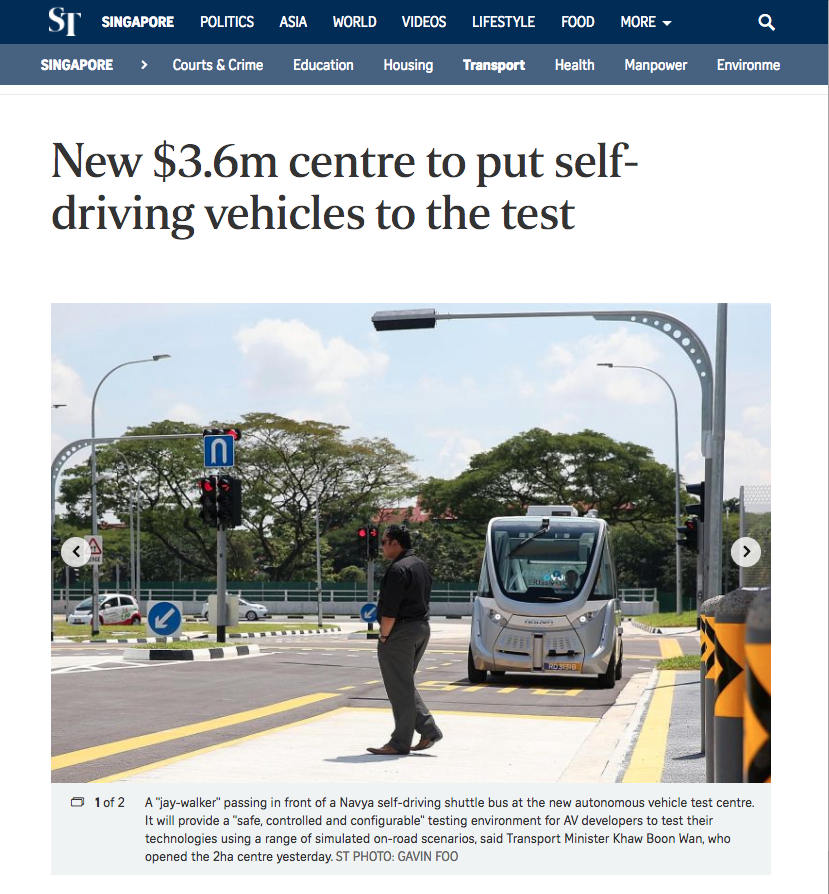 ST SINGAPORE POLITICS ASIA WORLD VIDEOS LIFESTYLE FOOD MORE
SINGAPORE > Courts & Crime Education Housing Transport Health Manpower Environme
New $3.6m centre to put self-
driving vehicles to the test
1 of 2 A "jay-walker" passing in front of a Navya self-driving shuttle bus at the new autonomous vehicle test centre.
It will provide a "safe, controlled and configurable" testing environment for AV developers to test their
technologies using a range of simulated on-road scenarios, said Transport Minister Khaw Boon Wan, who
opened the 2ha centre yesterday. ST PHOTO: GAVIN FOO